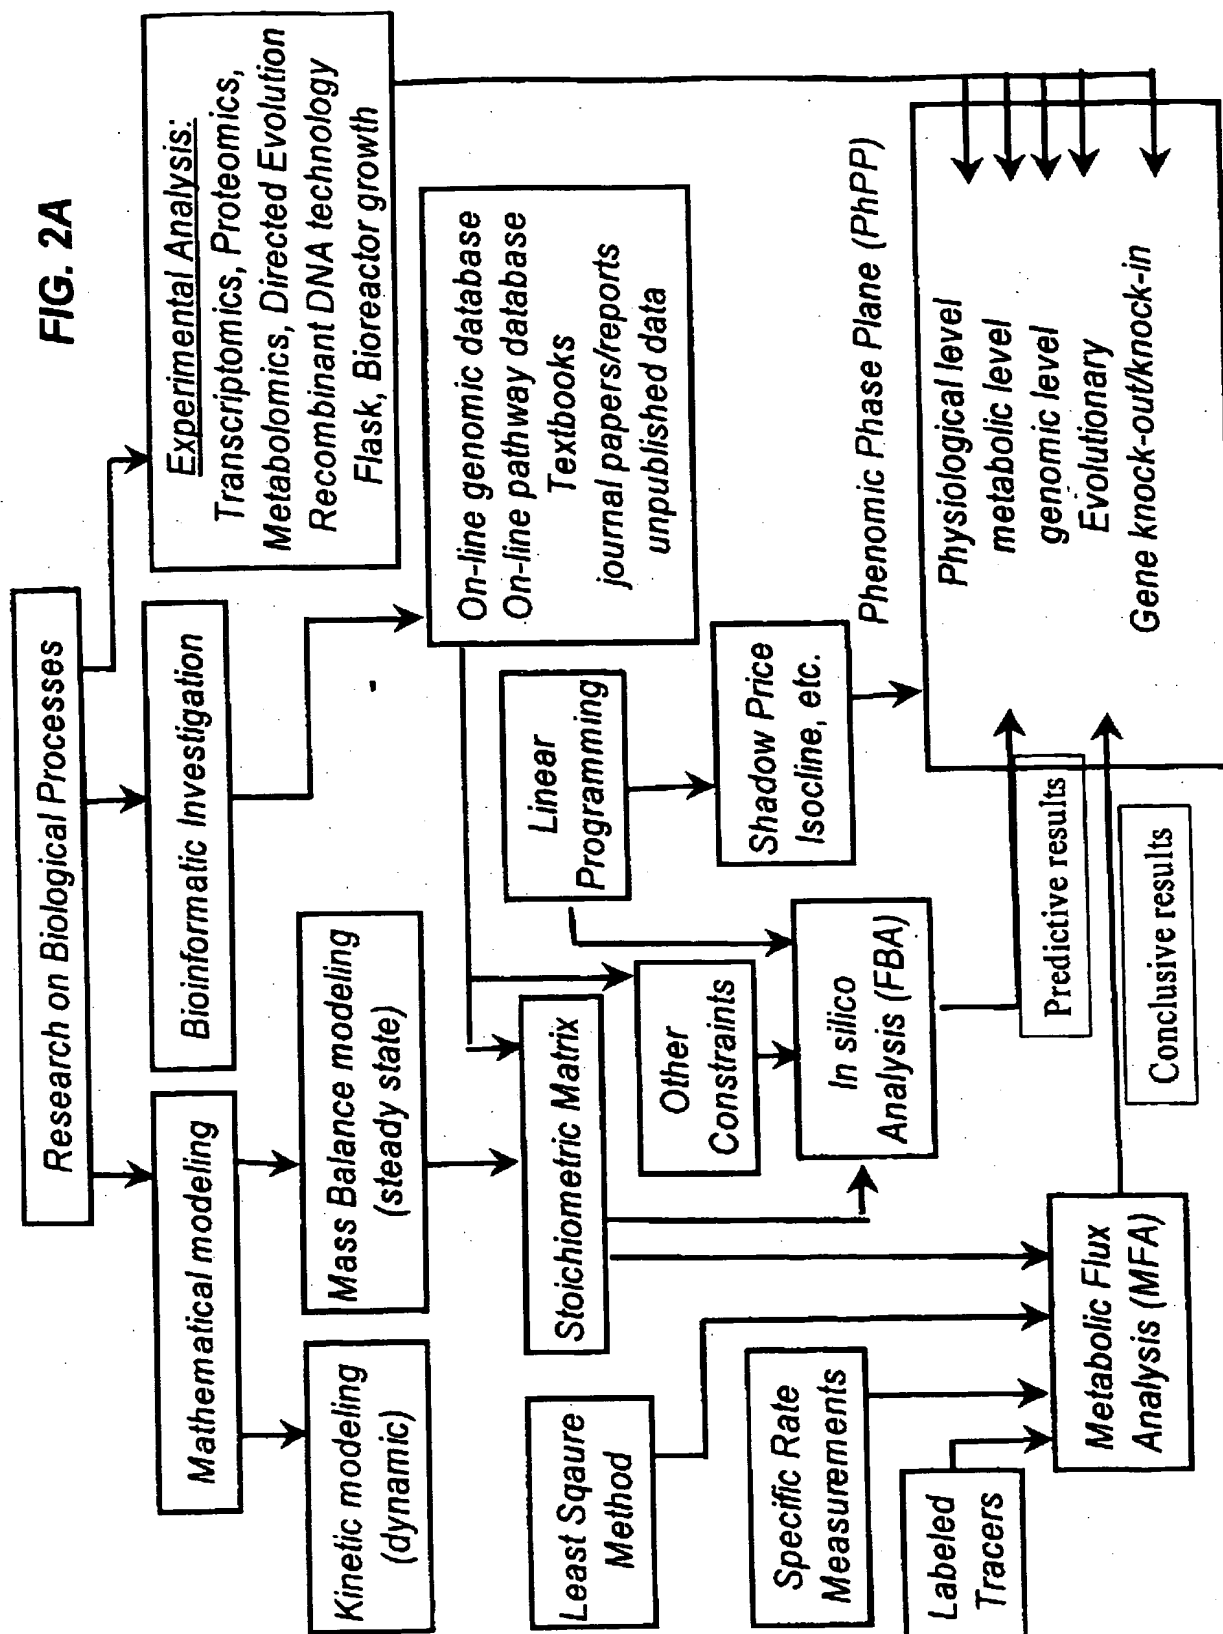 FIG. 2A
Research on Biological Processes
Mathematical modeling
Bioinformatic Investigation
Experimental Analysis:
Transcriptomics, Proteomics,
Metabolomics, Directed Evolution
Recombinant DNA technology
Flask, Bioreactor growth
Kinetic modeling
(dynamic)
Mass Balance modeling
(steady state)
On-line genomic database
On-line pathway database
Textbooks
journal papers/reports
unpublished data
Least Sqaure
Method
Stoichiometric Matrix
Linear
Programming
Specific Rate
Measurements
Other
Constraints
Shadow Price
Isocline, etc.
Labeled
Tracers
In silico
Analysis (FBA)
Phenomic Phase Plane (PhPP)
Physiological level
metabolic level
genomic level
Evolutionary
Gene knock-out/knock-in
Predictive results
Metabolic Flux
Analysis (MFA)
Conclusive results